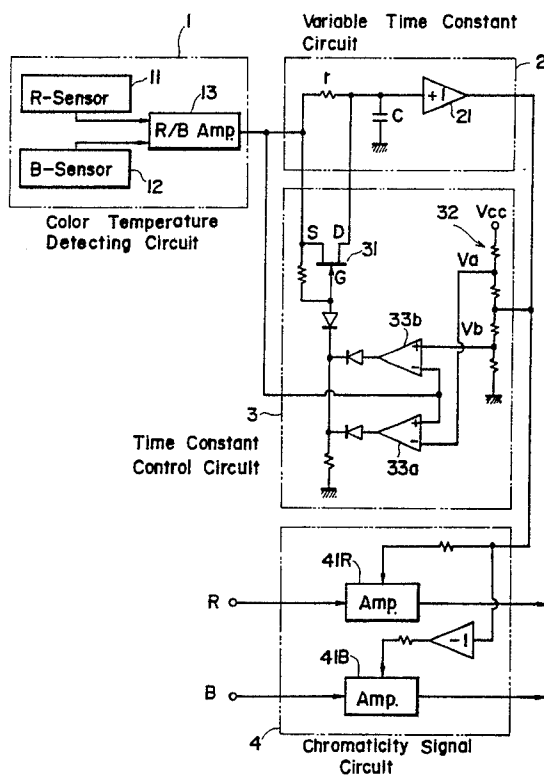 1
Variable Time Constant
Circuit
2
11
R-Sensor
13
R/B Amp.
B-Sensor
12
Color Temperature
Detecting Circuit
r
C
+1
21
S
D
31
G
32
Vcc
Va
Vb
33b
+
-
+
-
33a
3
Time Constant
Control Circuit
41R
R
Amp.
-1
41B
B
Amp.
4
Chromaticity Signal
Circuit